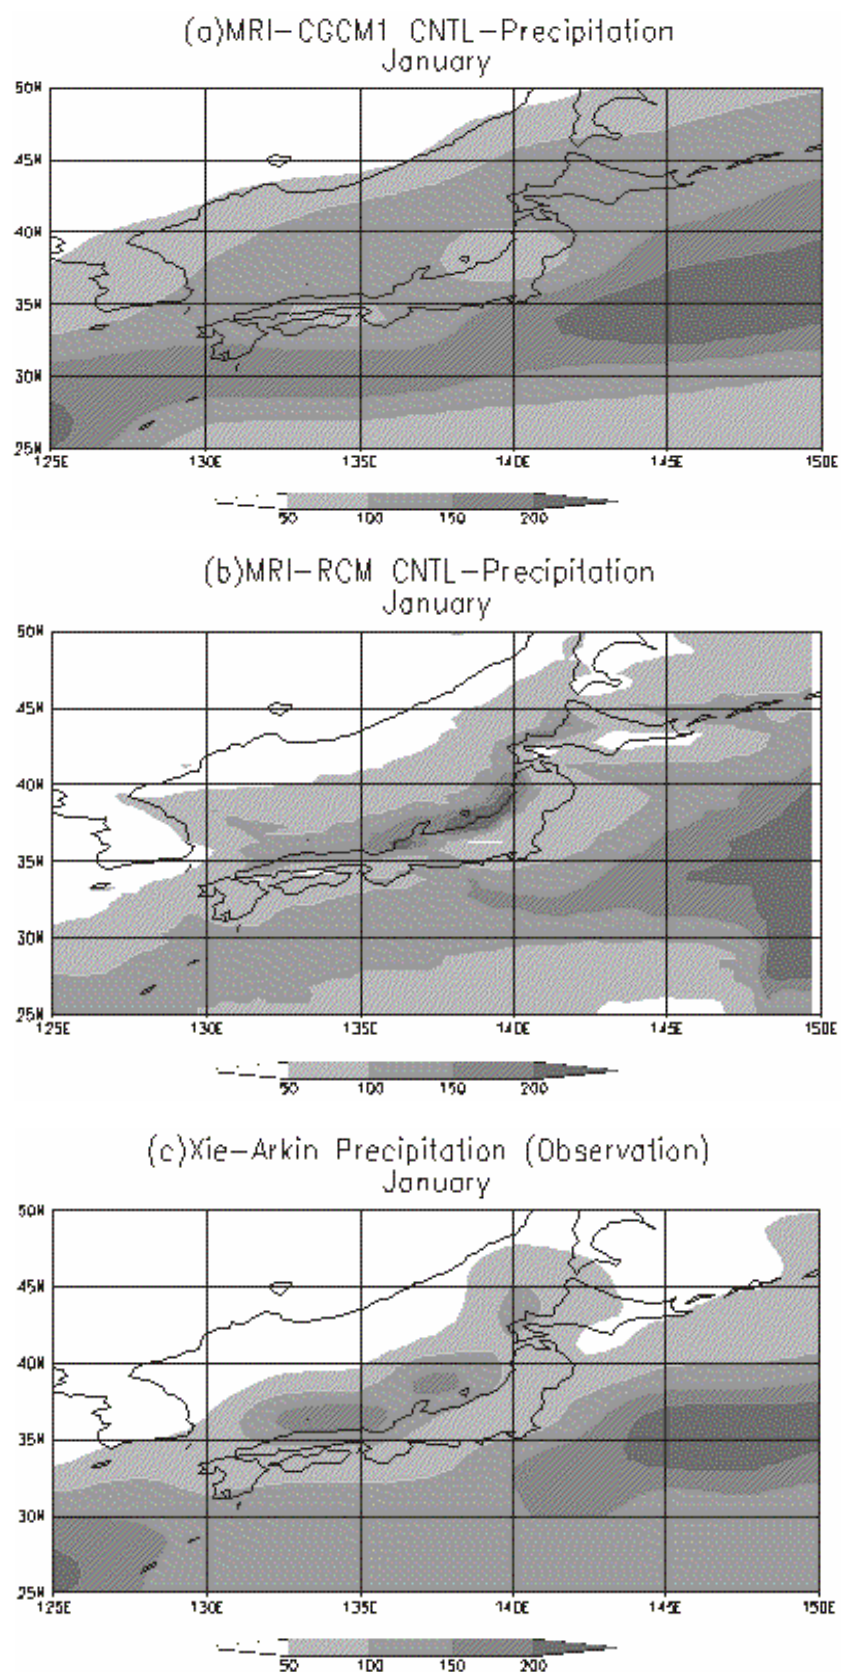 (a)MRI-CGCM1 CNTL-Precipitation
January
50N
45N
40N
35N
30N
25N
125E 130E 135E 140E 145E 150E
50 100 150 200
(b)MRI-RCM CNTL-Precipitation
January
50N
45N
40N
35N
30N
25N
125E 130E 135E 140E 145E 150E
50 100 150 200
(c)Xie-Arkin Precipitation (Observation)
January
50N
45N
40N
35N
30N
25N
125E 130E 135E 140E 145E 150E
50 100 150 200